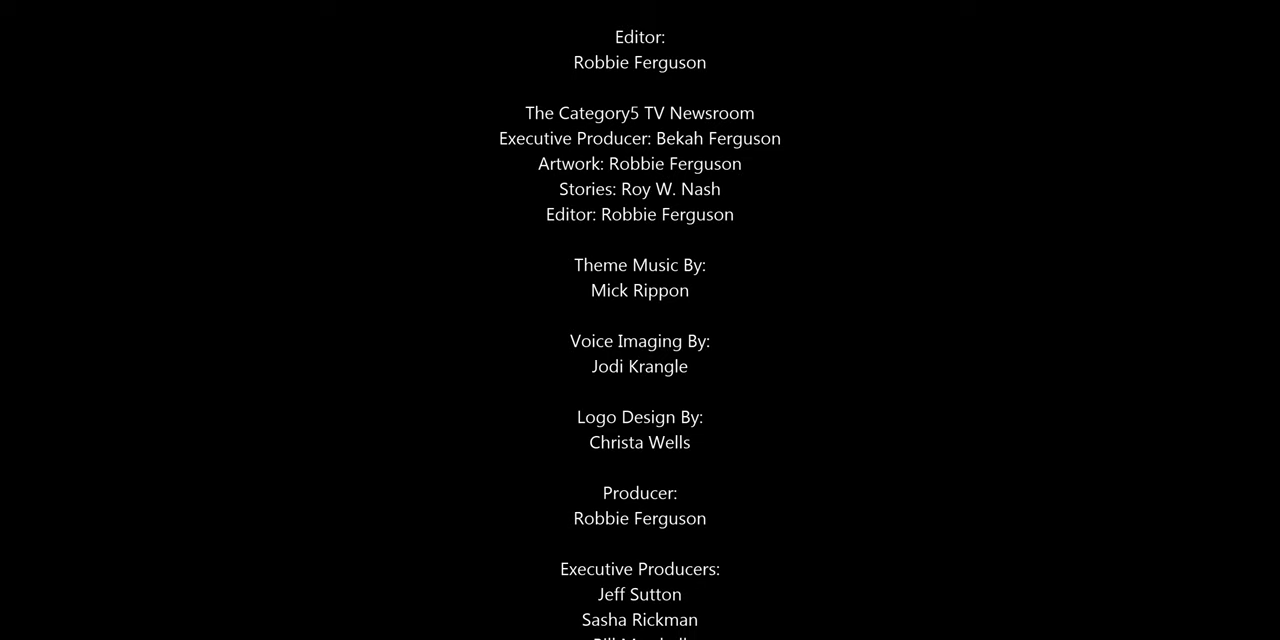 Editor:
Robbie Ferguson
The Category5 TV Newsroom
Executive Producer: Bekah Ferguson
Artwork: Robbie Ferguson
Stories: Roy W. Nash
Editor: Robbie Ferguson
Theme Music By:
Mick Rippon
Voice Imaging By:
Jodi Krangle
Logo Design By:
Christa Wells
Producer:
Robbie Ferguson
Executive Producers:
Jeff Sutton
Sasha Rickman